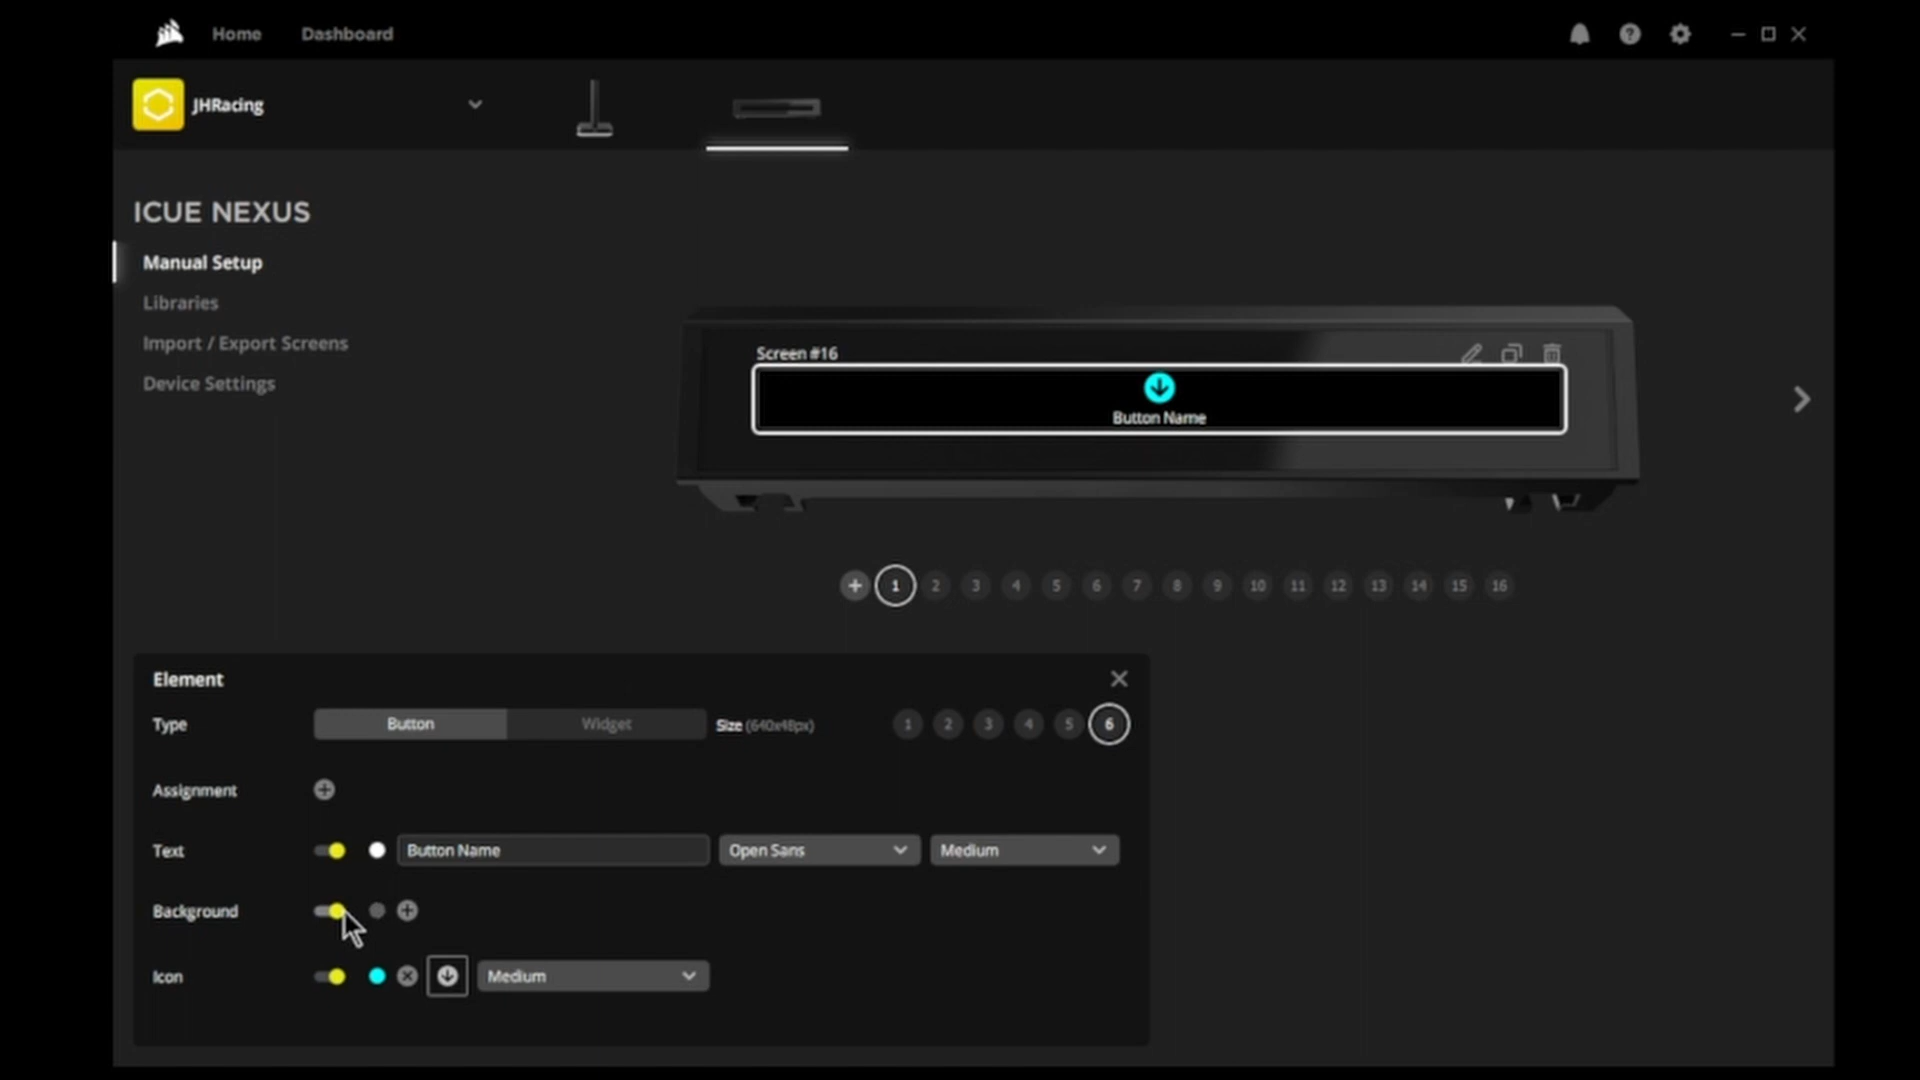 Home Dashboard
JHRacing
ICUE NEXUS
Manual Setup
Libraries
Import / Export Screens
Device Settings
Screen #16
Button Name
1 2 3 4 5 6 7 8 9 10 11 12 13 14 15 16
Element
Type Button Widget Size (640x48px) 1 2 3 4 5 6
Assignment
Text Button Name Open Sans Medium
Background
Icon Medium